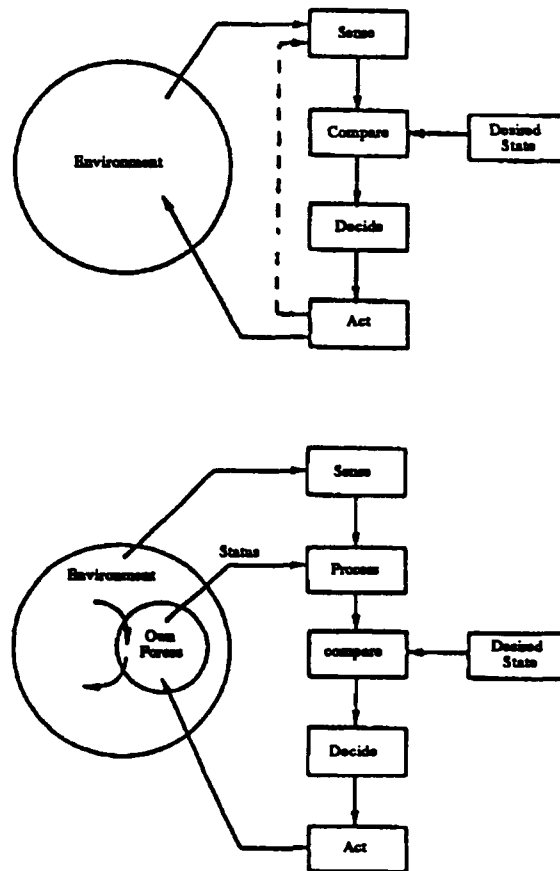 Sense
Compare
Desired
State
Environment
Decide
Act
Sense
Status
Environment
Process
Own
Forces
compare
Desired
State
Decide
Act